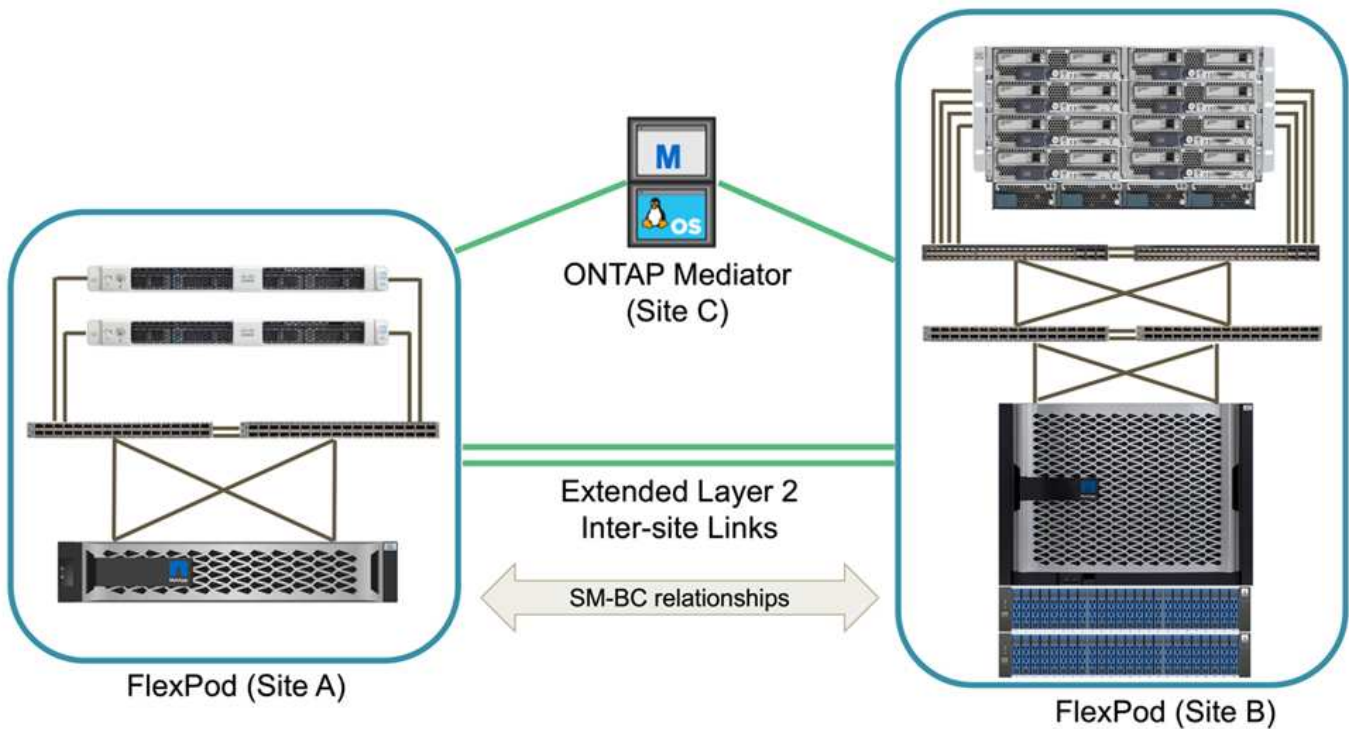 M
OS
ONTAP Mediator
(Site C)
Extended Layer 2
Inter-site Links
SM-BC relationships
FlexPod (Site A)
FlexPod (Site B)